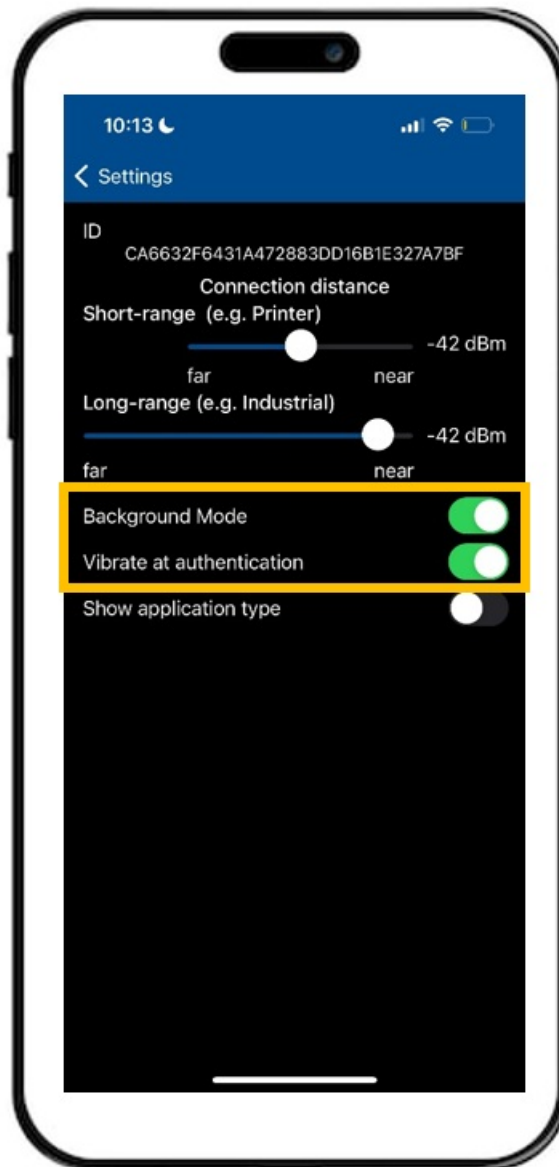 10:13
Settings
ID
CA6632F6431A472883DD16B1E327A7BF
Connection distance
Short-range (e.g. Printer)
-42 dBm
far near
Long-range (e.g. Industrial)
-42 dBm
far near
Background Mode
Vibrate at authentication
Show application type